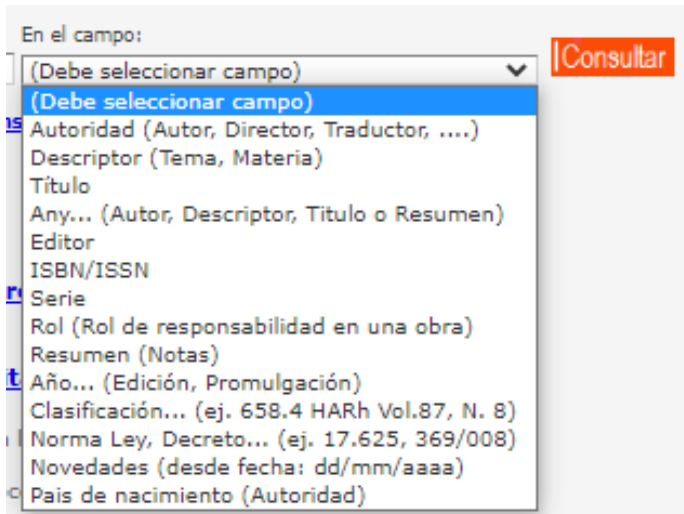 En el campo:
(Debe seleccionar campo)
Consultar
(Debe seleccionar campo)
Autoridad (Autor, Director, Traductor, ....)
Descriptor (Tema, Materia)
Título
Any... (Autor, Descriptor, Titulo o Resumen)
Editor
ISBN/ISSN
Serie
Rol (Rol de responsabilidad en una obra)
Resumen (Notas)
Año... (Edición, Promulgación)
Clasificación... (ej. 658.4 HARh Vol.87, N. 8)
Norma Ley, Decreto... (ej. 17.625, 369/008)
Novedades (desde fecha: dd/mm/aaaa)
Pais de nacimiento (Autoridad)